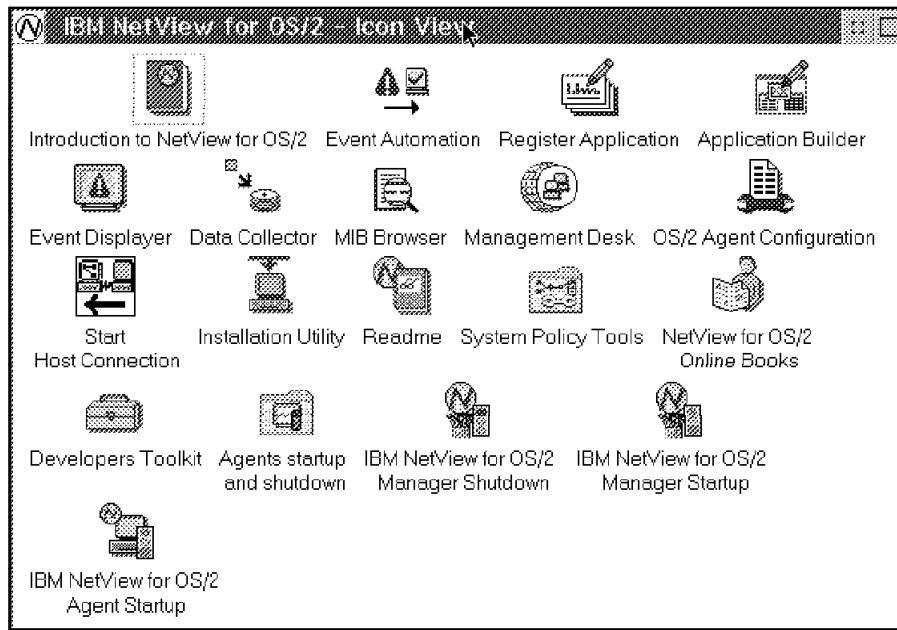 IBM NetView for OS/2 - Icon View
Introduction to NetView for OS/2 Event Automation Register Application Application Builder
Event Displayer Data Collector MIB Browser Management Desk OS/2 Agent Configuration
Start Installation Utility Readme System Policy Tools NetView for OS/2
Host Connection Online Books
Developers Toolkit Agents startup IBM NetView for OS/2 IBM NetView for OS/2
and shutdown Manager Shutdown Manager Startup
IBM NetView for OS/2
Agent Startup